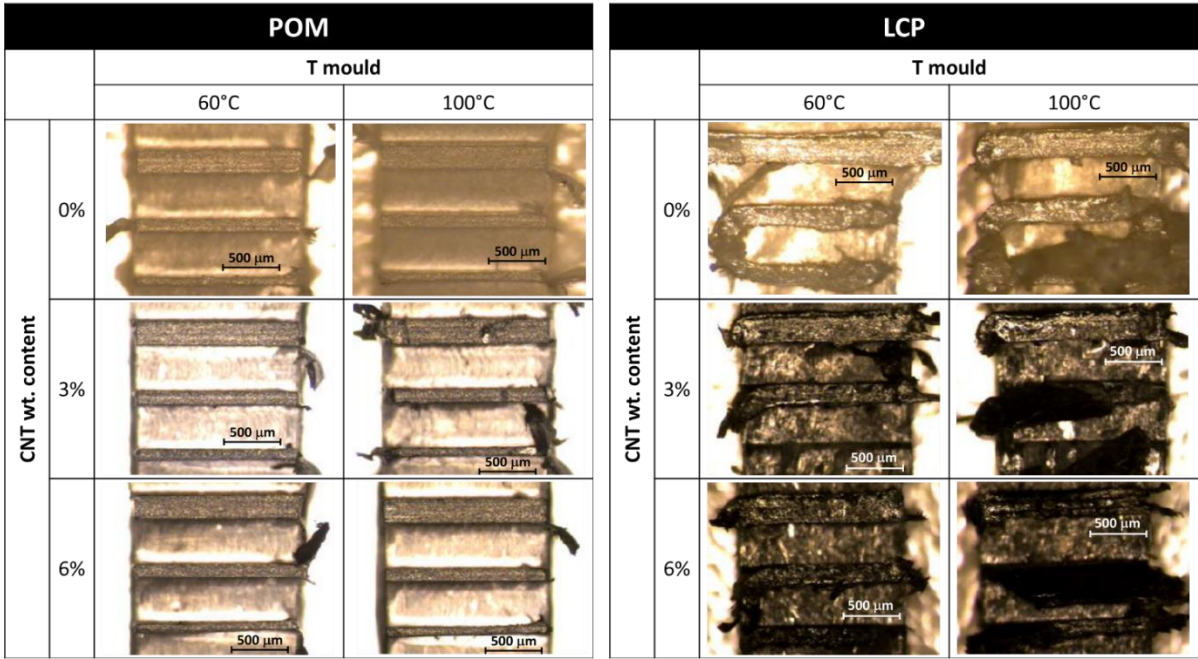 POM
T mould
60°C
100°C
CNT wt. content
0%
500 µm
500 µm
3%
500 µm
500 µm
6%
500 µm
500 µm
LCP
T mould
60°C
100°C
CNT wt. content
0%
500 µm
500 µm
3%
500 µm
500 µm
6%
500 µm
500 µm